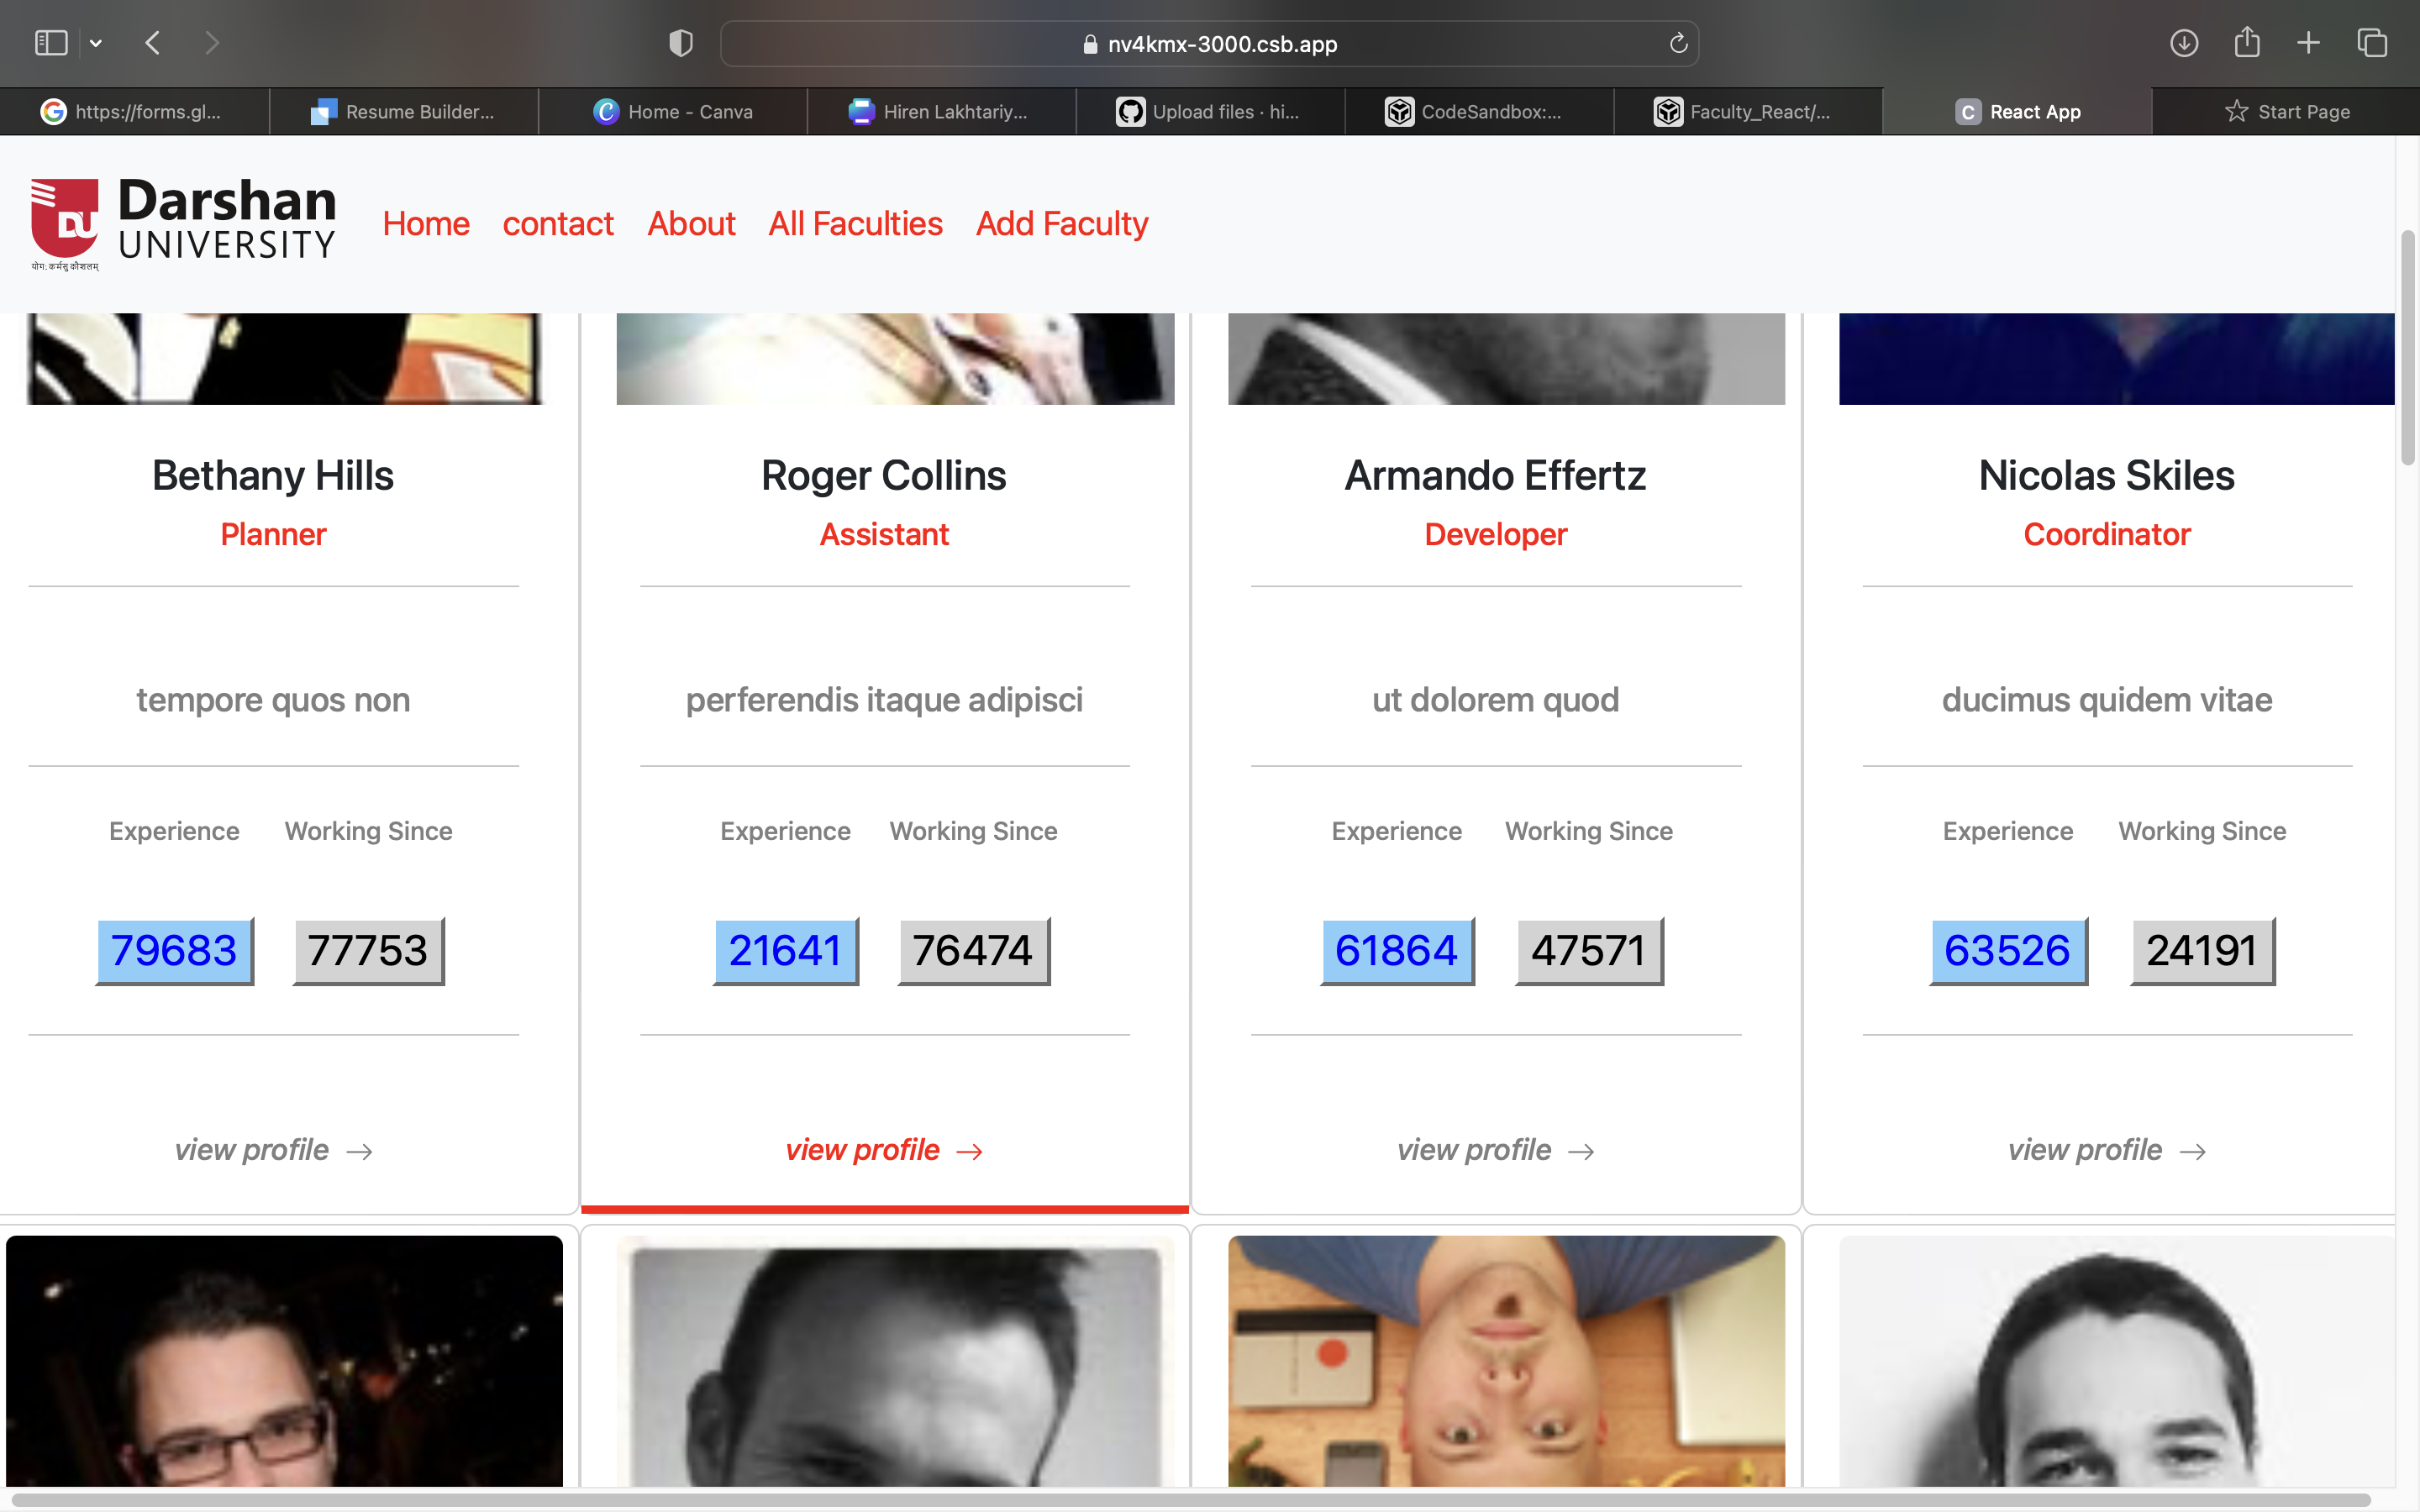 nv4kmx-3000.csb.app
https://forms.gl...
Resume Builder...
Home - Canva
Hiren Lakhtariy...
Upload files · hi...
CodeSandbox:...
Faculty_React/...
C React App
Start Page
DU
योग: कर्मसु कौशलम्
Darshan
UNIVERSITY
Home contact About All Faculties Add Faculty
Bethany Hills
Planner
tempore quos non
Experience Working Since
79683 77753
view profile →
Roger Collins
Assistant
perferendis itaque adipisci
Experience Working Since
21641 76474
view profile →
Armando Effertz
Developer
ut dolorem quod
Experience Working Since
61864 47571
view profile →
Nicolas Skiles
Coordinator
ducimus quidem vitae
Experience Working Since
63526 24191
view profile →